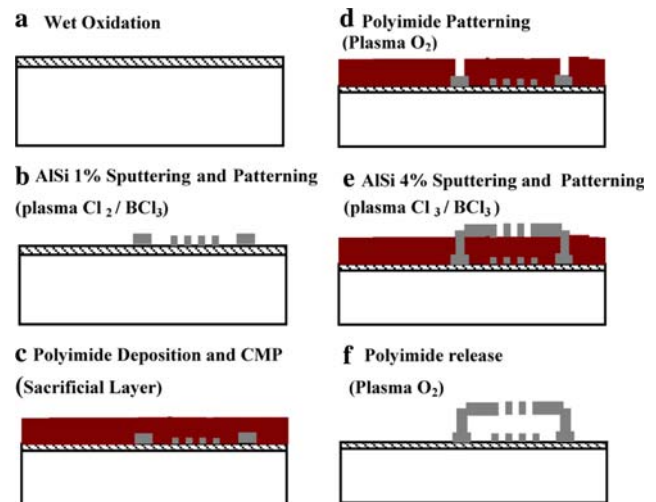 a Wet Oxidation
b AlSi 1% Sputtering and Patterning
(plasma Cl₂ / BCl₃)
c Polyimide Deposition and CMP
(Sacrificial Layer)
d Polyimide Patterning
(Plasma O₂)
e AlSi 4% Sputtering and Patterning
(plasma Cl₃ / BCl₃)
f Polyimide release
(Plasma O₂)